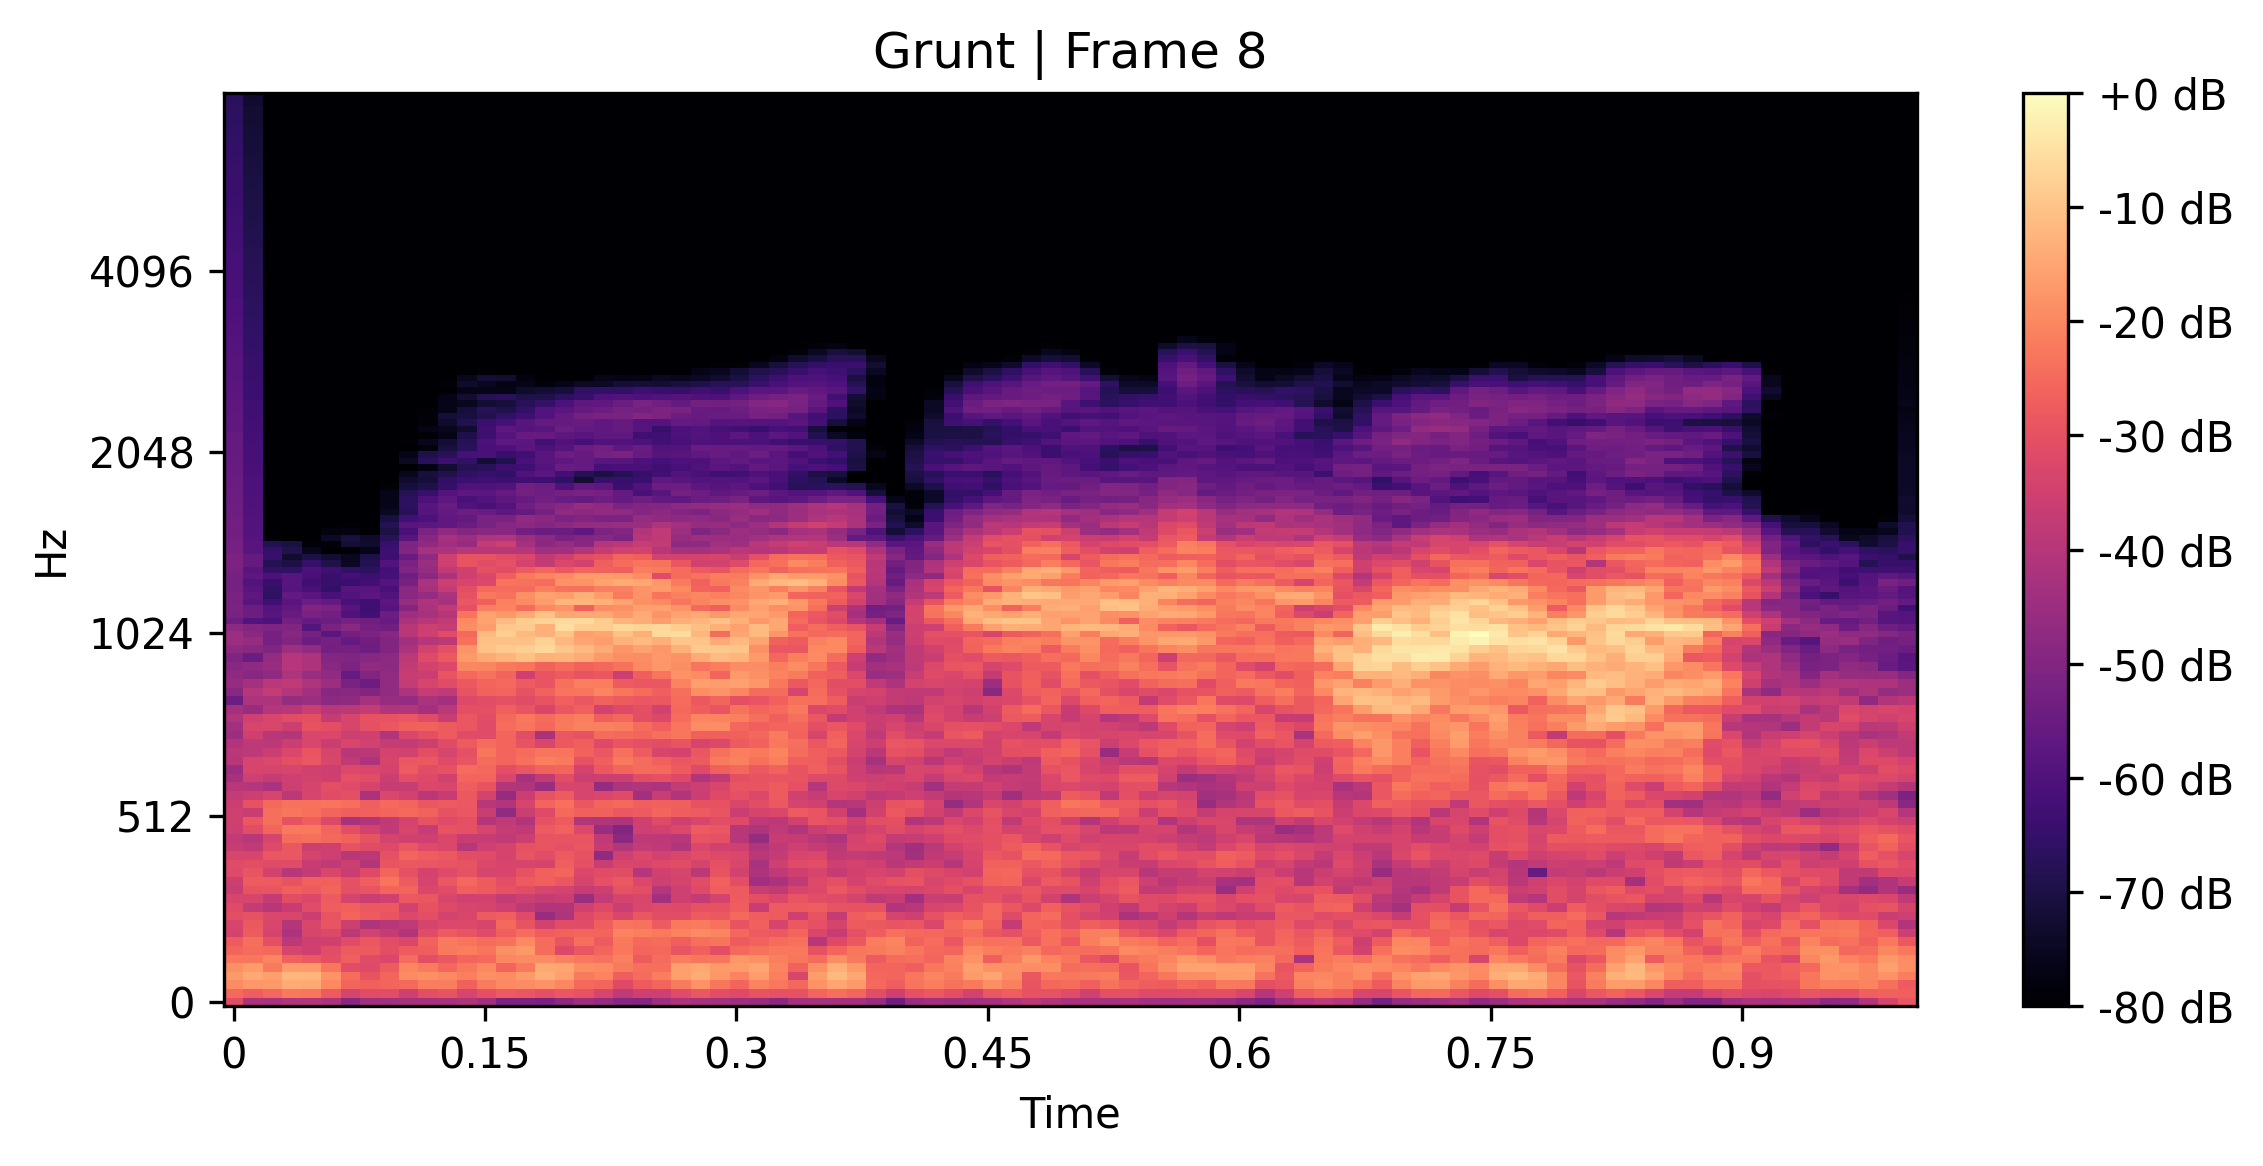 Grunt | Frame 8
+0 dB
-10 dB
-20 dB
-30 dB
-40 dB
-50 dB
-60 dB
-70 dB
-80 dB
Hz
4096
2048
1024
512
0
0 0.15 0.3 0.45 0.6 0.75 0.9
Time